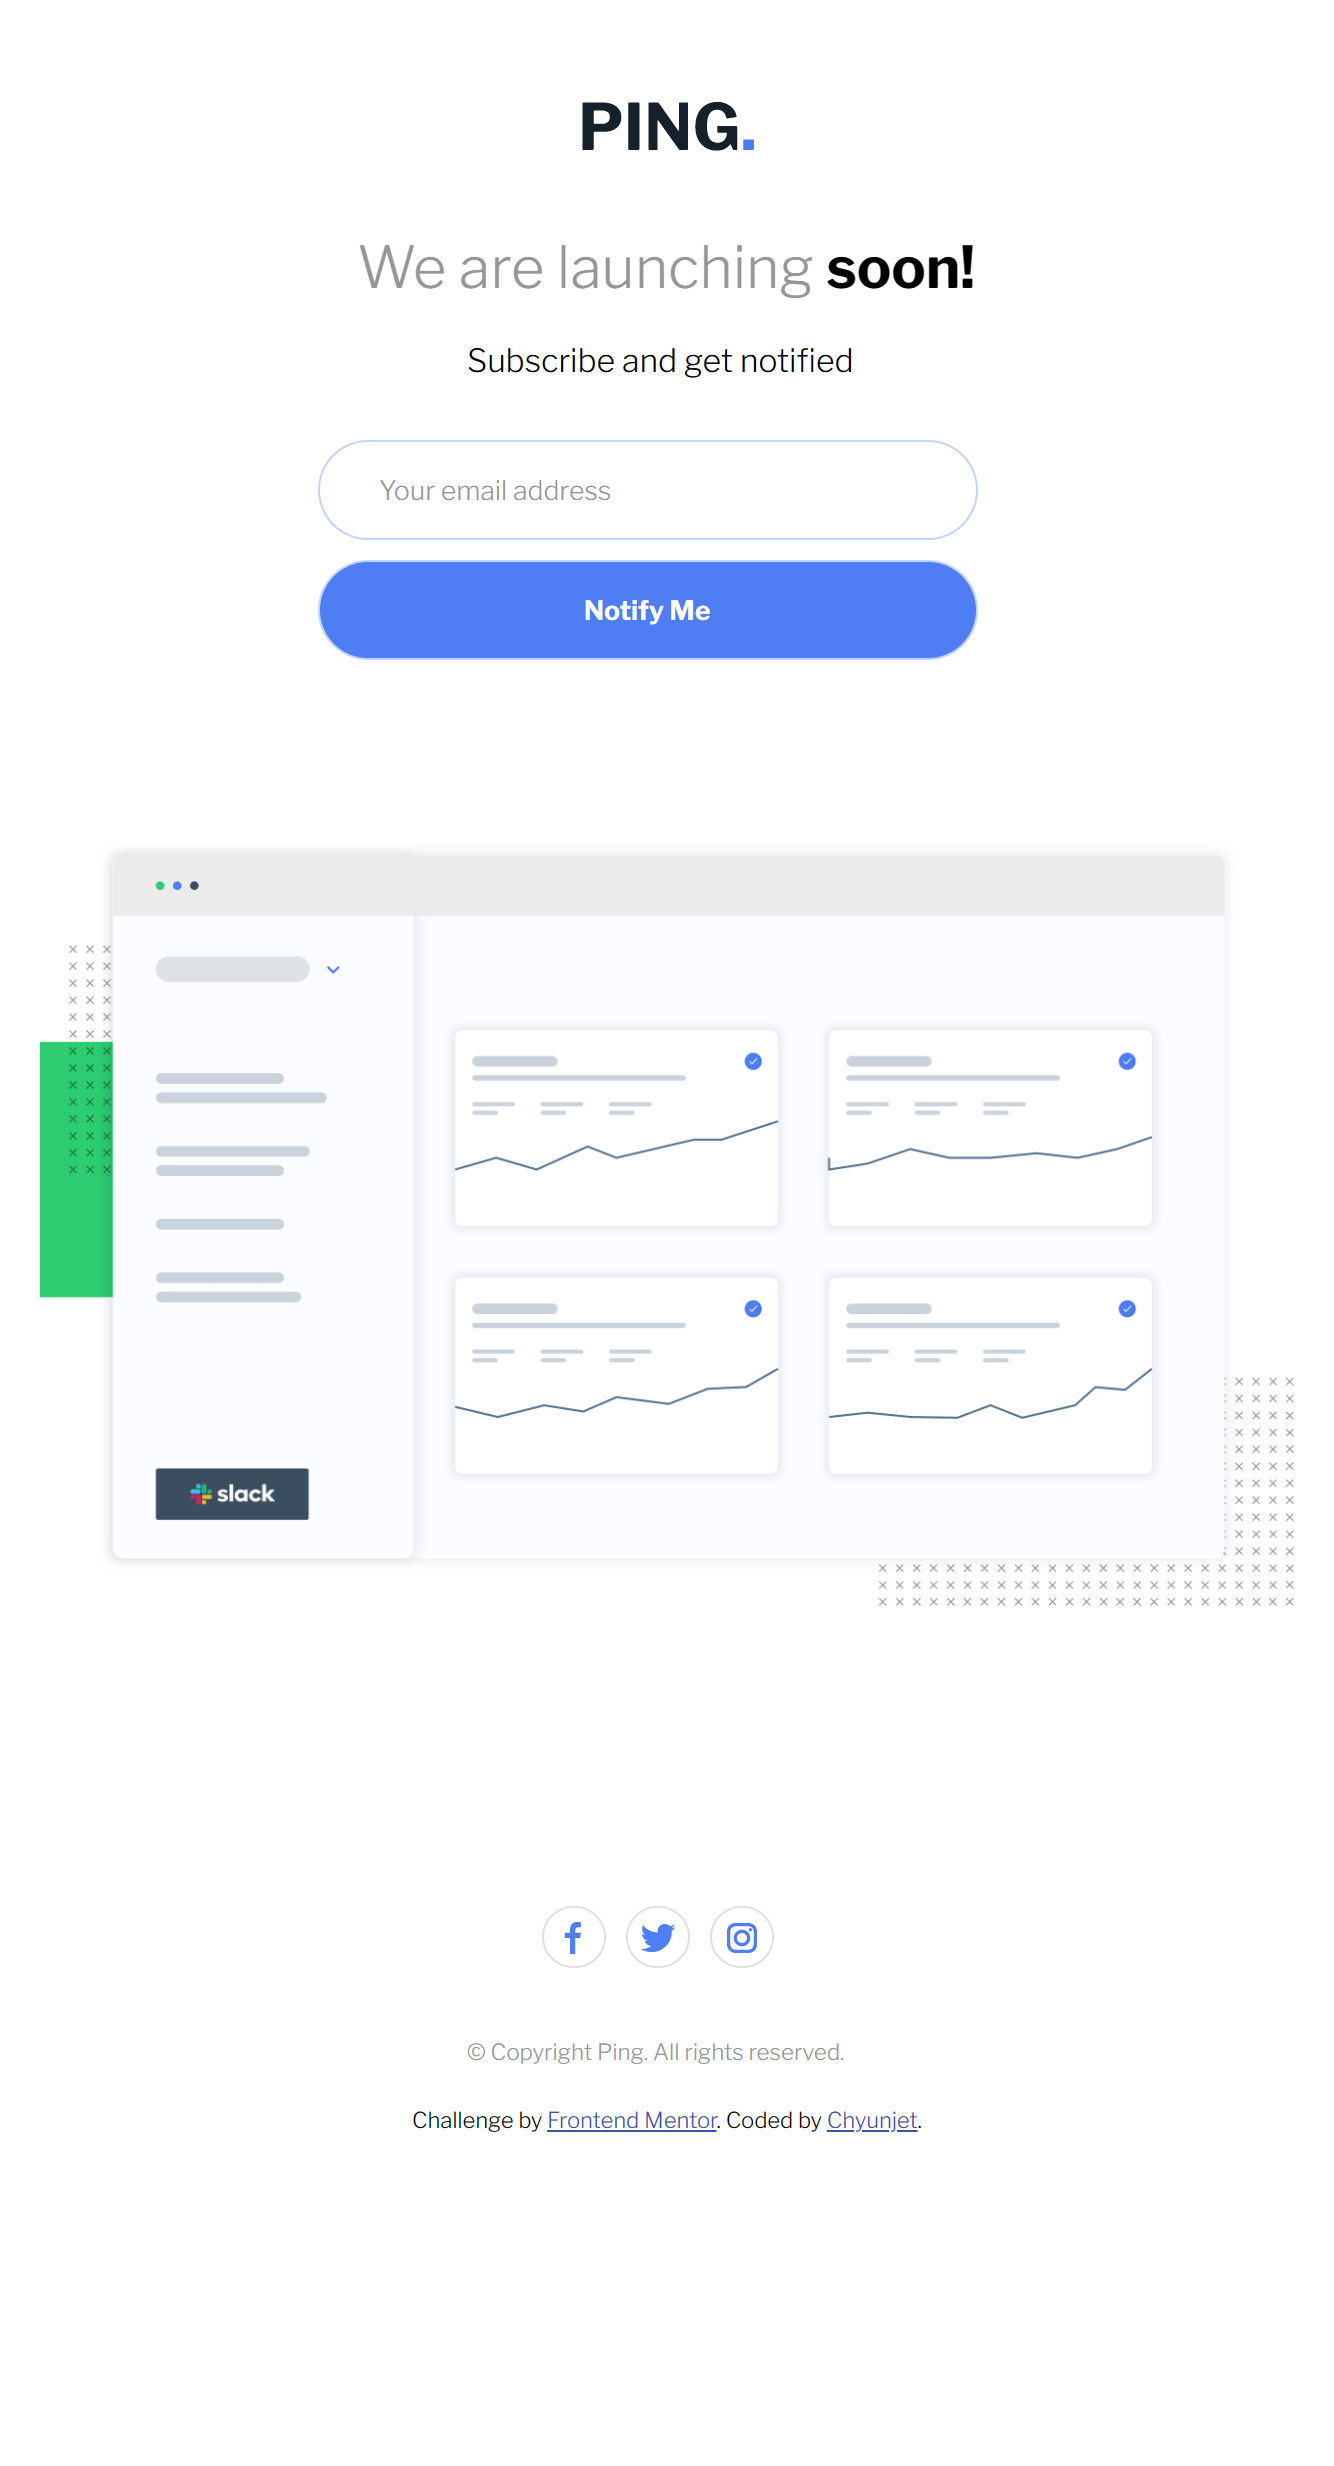 PING.
We are launching soon!
Subscribe and get notified
Your email address
Notify Me
slack
© Copyright Ping. All rights reserved.
Challenge by Frontend Mentor. Coded by Chyunjet.